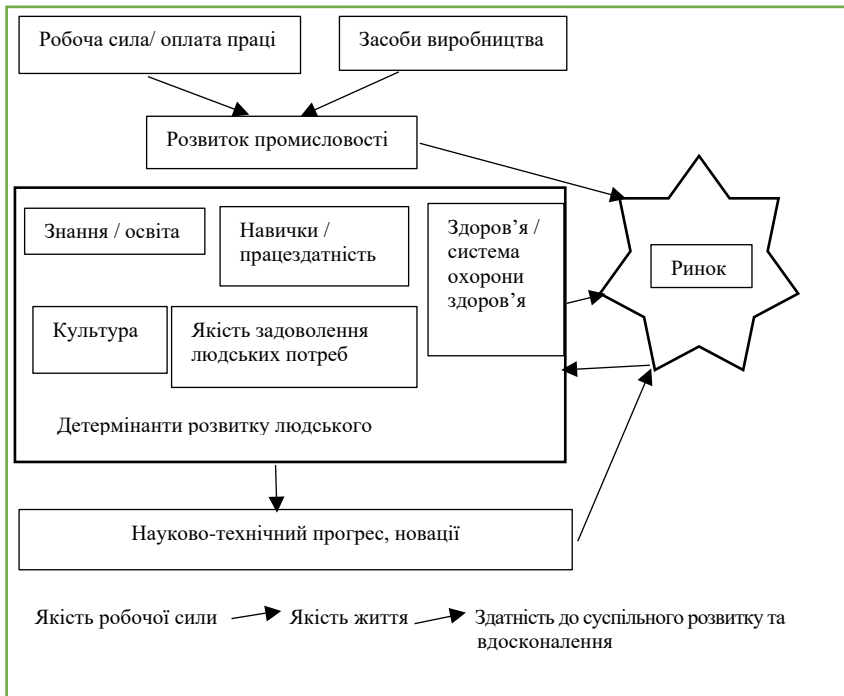 Робоча сила/ оплата праці
Засоби виробництва
Розвиток промисловості
Знання / освіта
Навички /
працездатність
Здоров’я /
система
охорони
здоров’я
Ринок
Культура
Якість задоволення
людських потреб
Детермінанти розвитку людського
Науково-технічний прогрес, новації
Якість робочої сили
Якість життя
Здатність до суспільного розвитку та
вдосконалення